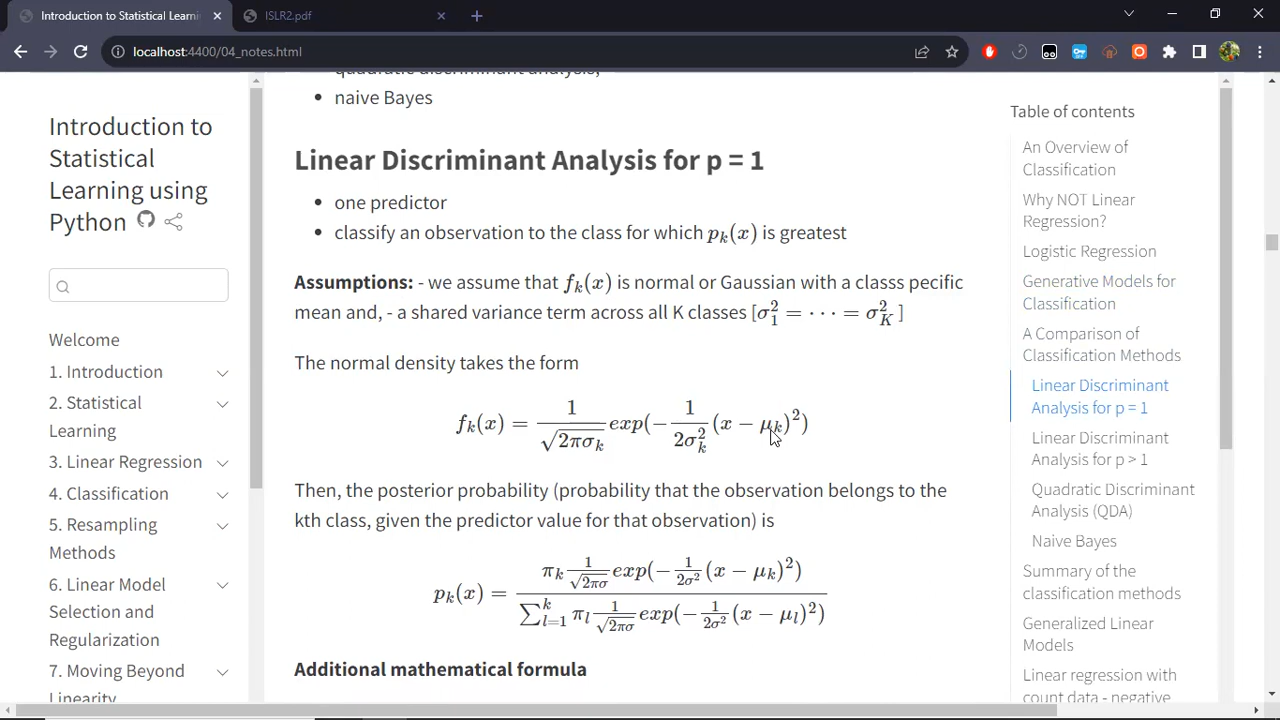 Introduction to Statistical Learni
ISLR2.pdf
localhost:4400/04_notes.html
Introduction to
Statistical
Learning using
Python
Welcome
1. Introduction
2. Statistical
Learning
3. Linear Regression
4. Classification
5. Resampling
Methods
6. Linear Model
Selection and
Regularization
7. Moving Beyond
Linearity
quadratic discriminant analysis,
• naive Bayes
Linear Discriminant Analysis for p = 1
• one predictor
• classify an observation to the class for which pₖ(x) is greatest
Assumptions: - we assume that fₖ(x) is normal or Gaussian with a classs pecific
mean and, - a shared variance term across all K classes [σ₁² = ⋯ = σ_K² ]
The normal density takes the form
fₖ(x) = 1/(√(2πσₖ)) exp(−1/(2σₖ²) (x − μₖ)²)
Then, the posterior probability (probability that the observation belongs to the
kth class, given the predictor value for that observation) is
pₖ(x) = πₖ 1/(√(2πσ)) exp(−1/(2σ²) (x − μₖ)²) / ∑_{l=1}^{k} πₗ 1/(√(2πσ)) exp(−1/(2σ²) (x − μₗ)²)
Additional mathematical formula
Table of contents
An Overview of
Classification
Why NOT Linear
Regression?
Logistic Regression
Generative Models for
Classification
A Comparison of
Classification Methods
Linear Discriminant
Analysis for p = 1
Linear Discriminant
Analysis for p > 1
Quadratic Discriminant
Analysis (QDA)
Naive Bayes
Summary of the
classification methods
Generalized Linear
Models
Linear regression with
count data - negative